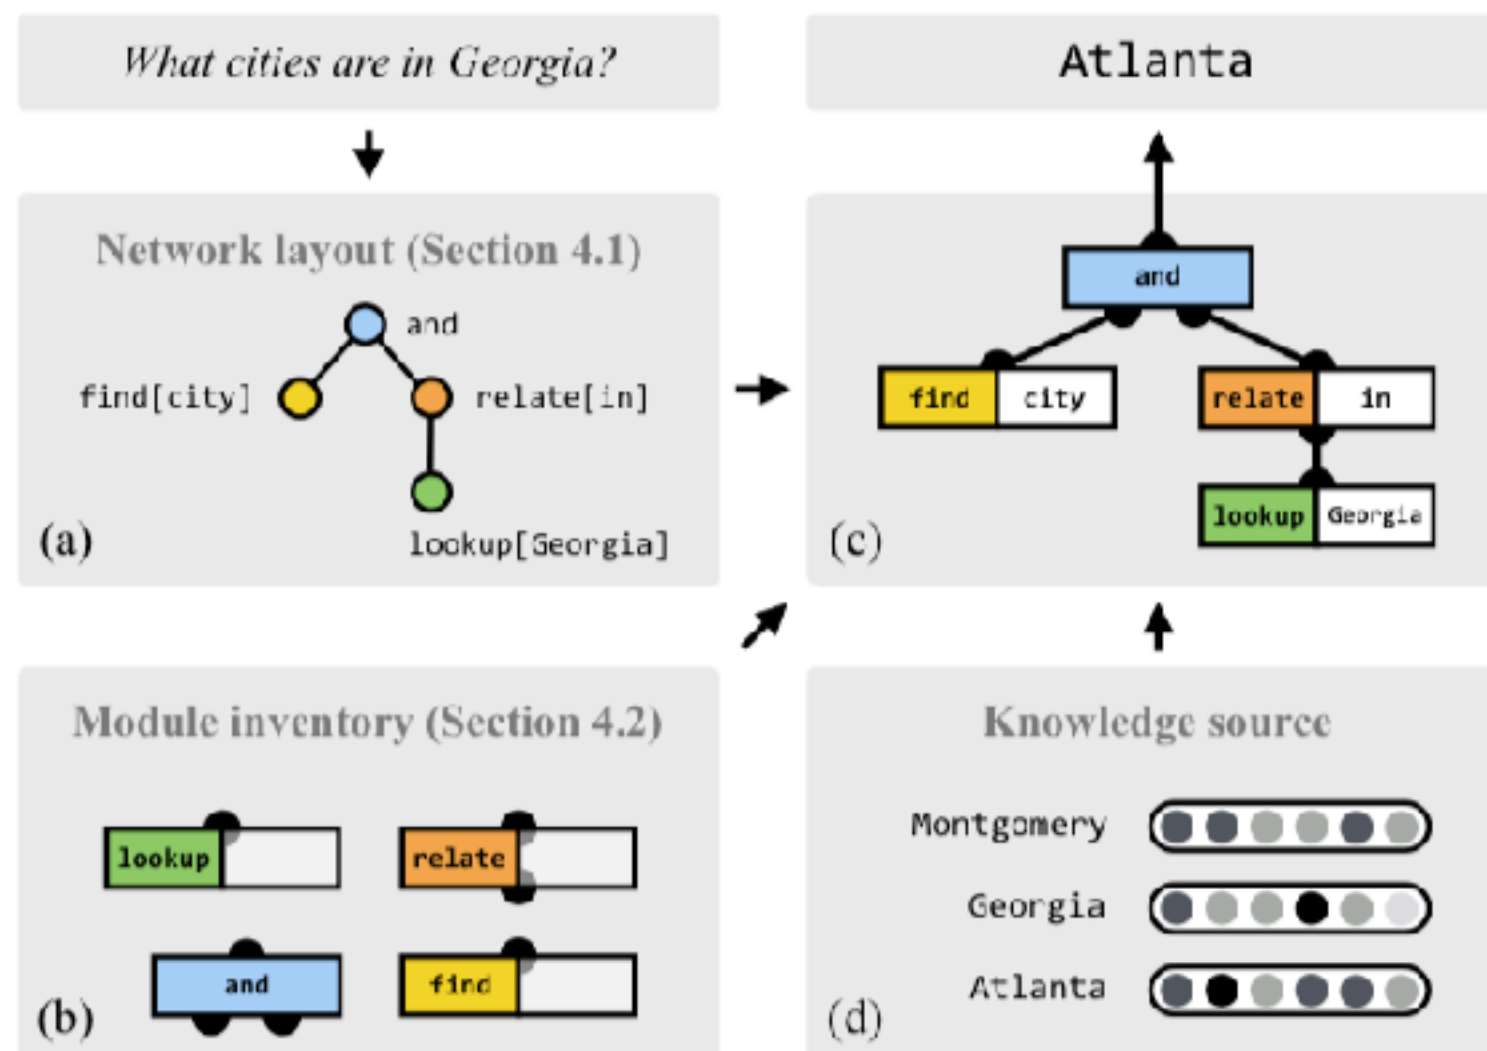 What cities are in Georgia?
Network layout (Section 4.1)
and
find[city]
relate[in]
lookup[Georgia]
(a)
Module inventory (Section 4.2)
lookup
relate
and
find
(b)
Atlanta
and
find city
relate in
lookup Georgia
(c)
Knowledge source
Montgomery
Georgia
Atlanta
(d)